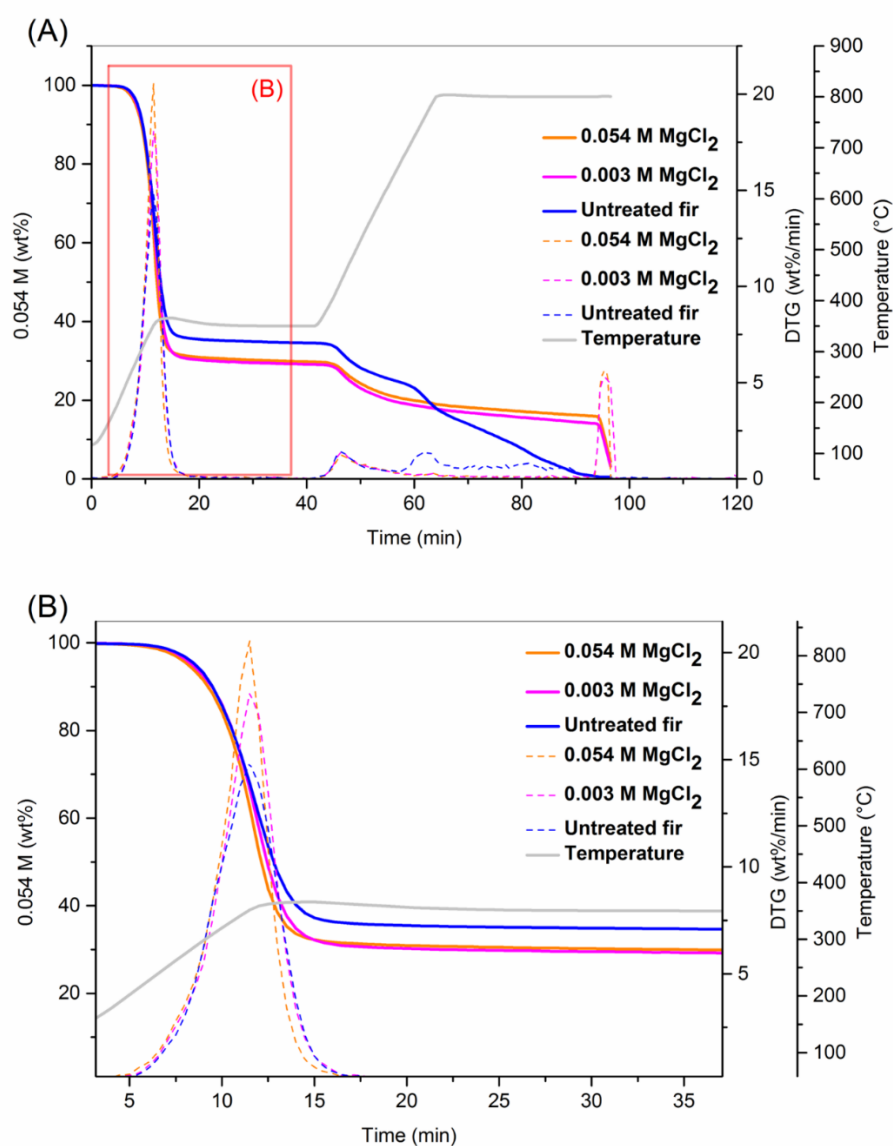 (A)
(B)
0.054 M MgCl2
0.003 M MgCl2
Untreated fir
0.054 M MgCl2
0.003 M MgCl2
Untreated fir
Temperature
100
80
60
40
20
0
0.054 M (wt%)
0
20
40
60
80
100
120
Time (min)
20
15
10
5
0
DTG (wt%/min)
900
800
700
600
500
400
300
200
100
Temperature (°C)
(B)
0.054 M MgCl2
0.003 M MgCl2
Untreated fir
0.054 M MgCl2
0.003 M MgCl2
Untreated fir
Temperature
100
80
60
40
20
0.054 M (wt%)
5
10
15
20
25
30
35
Time (min)
20
15
10
5
DTG (wt%/min)
800
700
600
500
400
300
200
100
Temperature (°C)